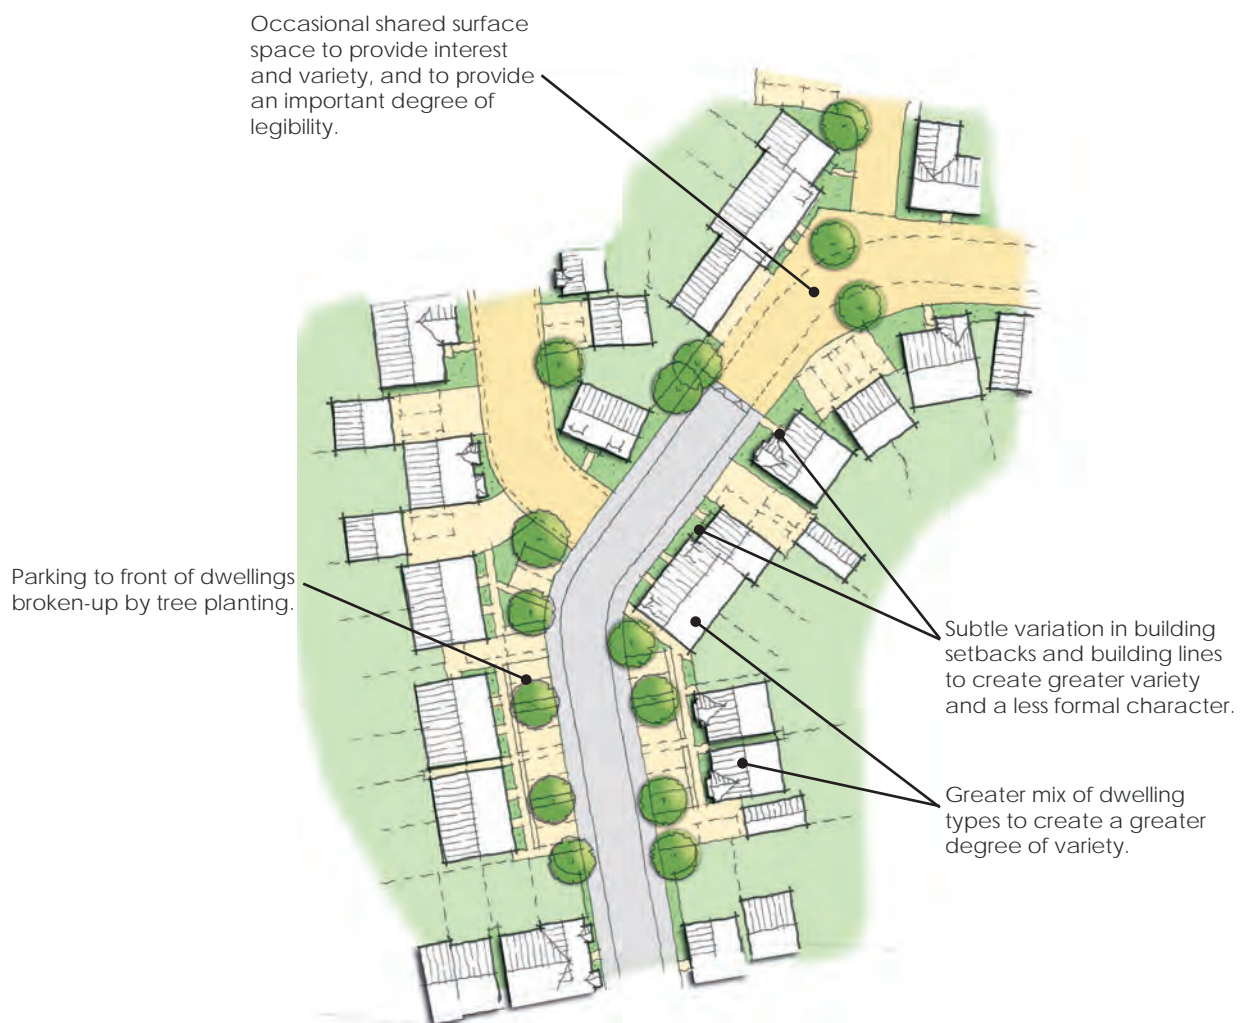 Occasional shared surface
space to provide interest
and variety, and to provide
an important degree of
legibility.
Parking to front of dwellings
broken-up by tree planting.
Subtle variation in building
setbacks and building lines
to create greater variety
and a less formal character.
Greater mix of dwelling
types to create a greater
degree of variety.